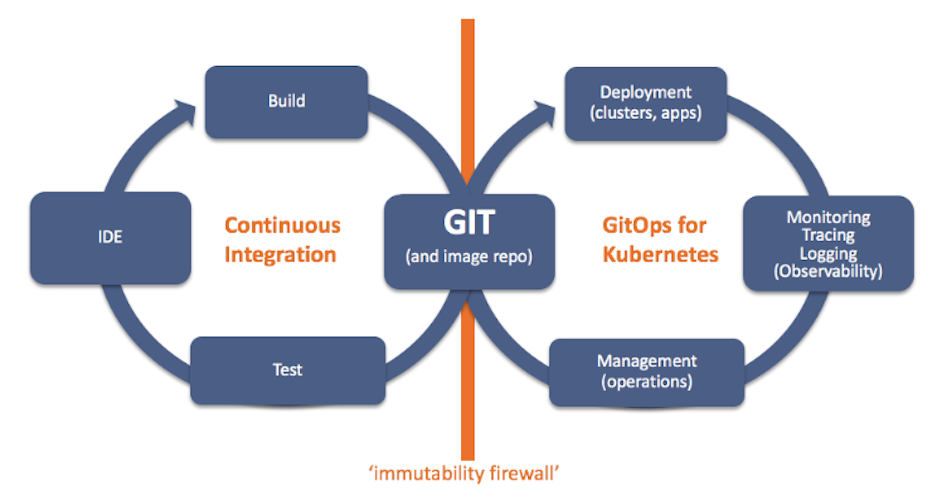 Build
Deployment
(clusters, apps)
IDE
Continuous
Integration
GIT
(and image repo)
GitOps for
Kubernetes
Monitoring
Tracing
Logging
(Observability)
Test
Management
(operations)
‘immutability firewall’